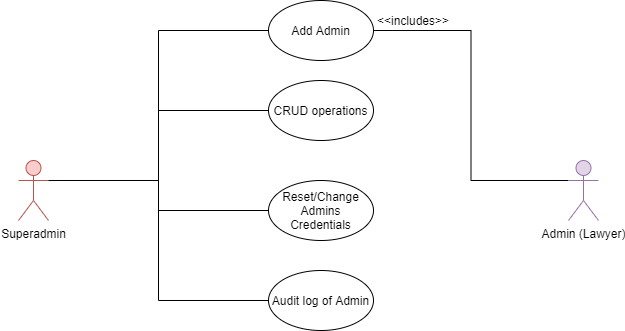 Add Admin
<<includes>>
CRUD operations
Reset/Change
Admins
Credentials
Superadmin
Admin (Lawyer)
Audit log of Admin